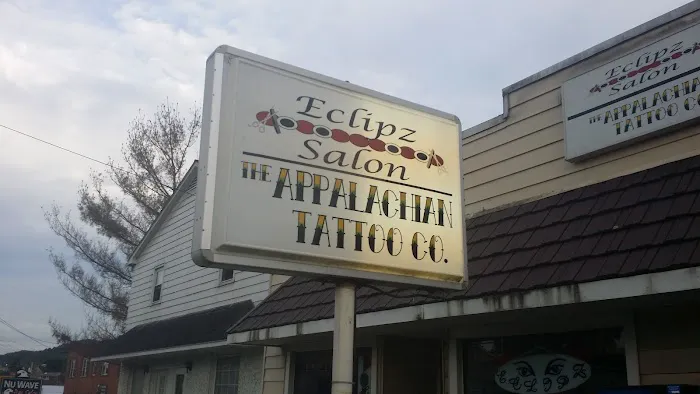 Eclipz
Salon
THE APPALACHIAN
TATTOO CO.
Eclipz
Salon
THE APPALACHIAN
TATTOO CO.
NU WAVE